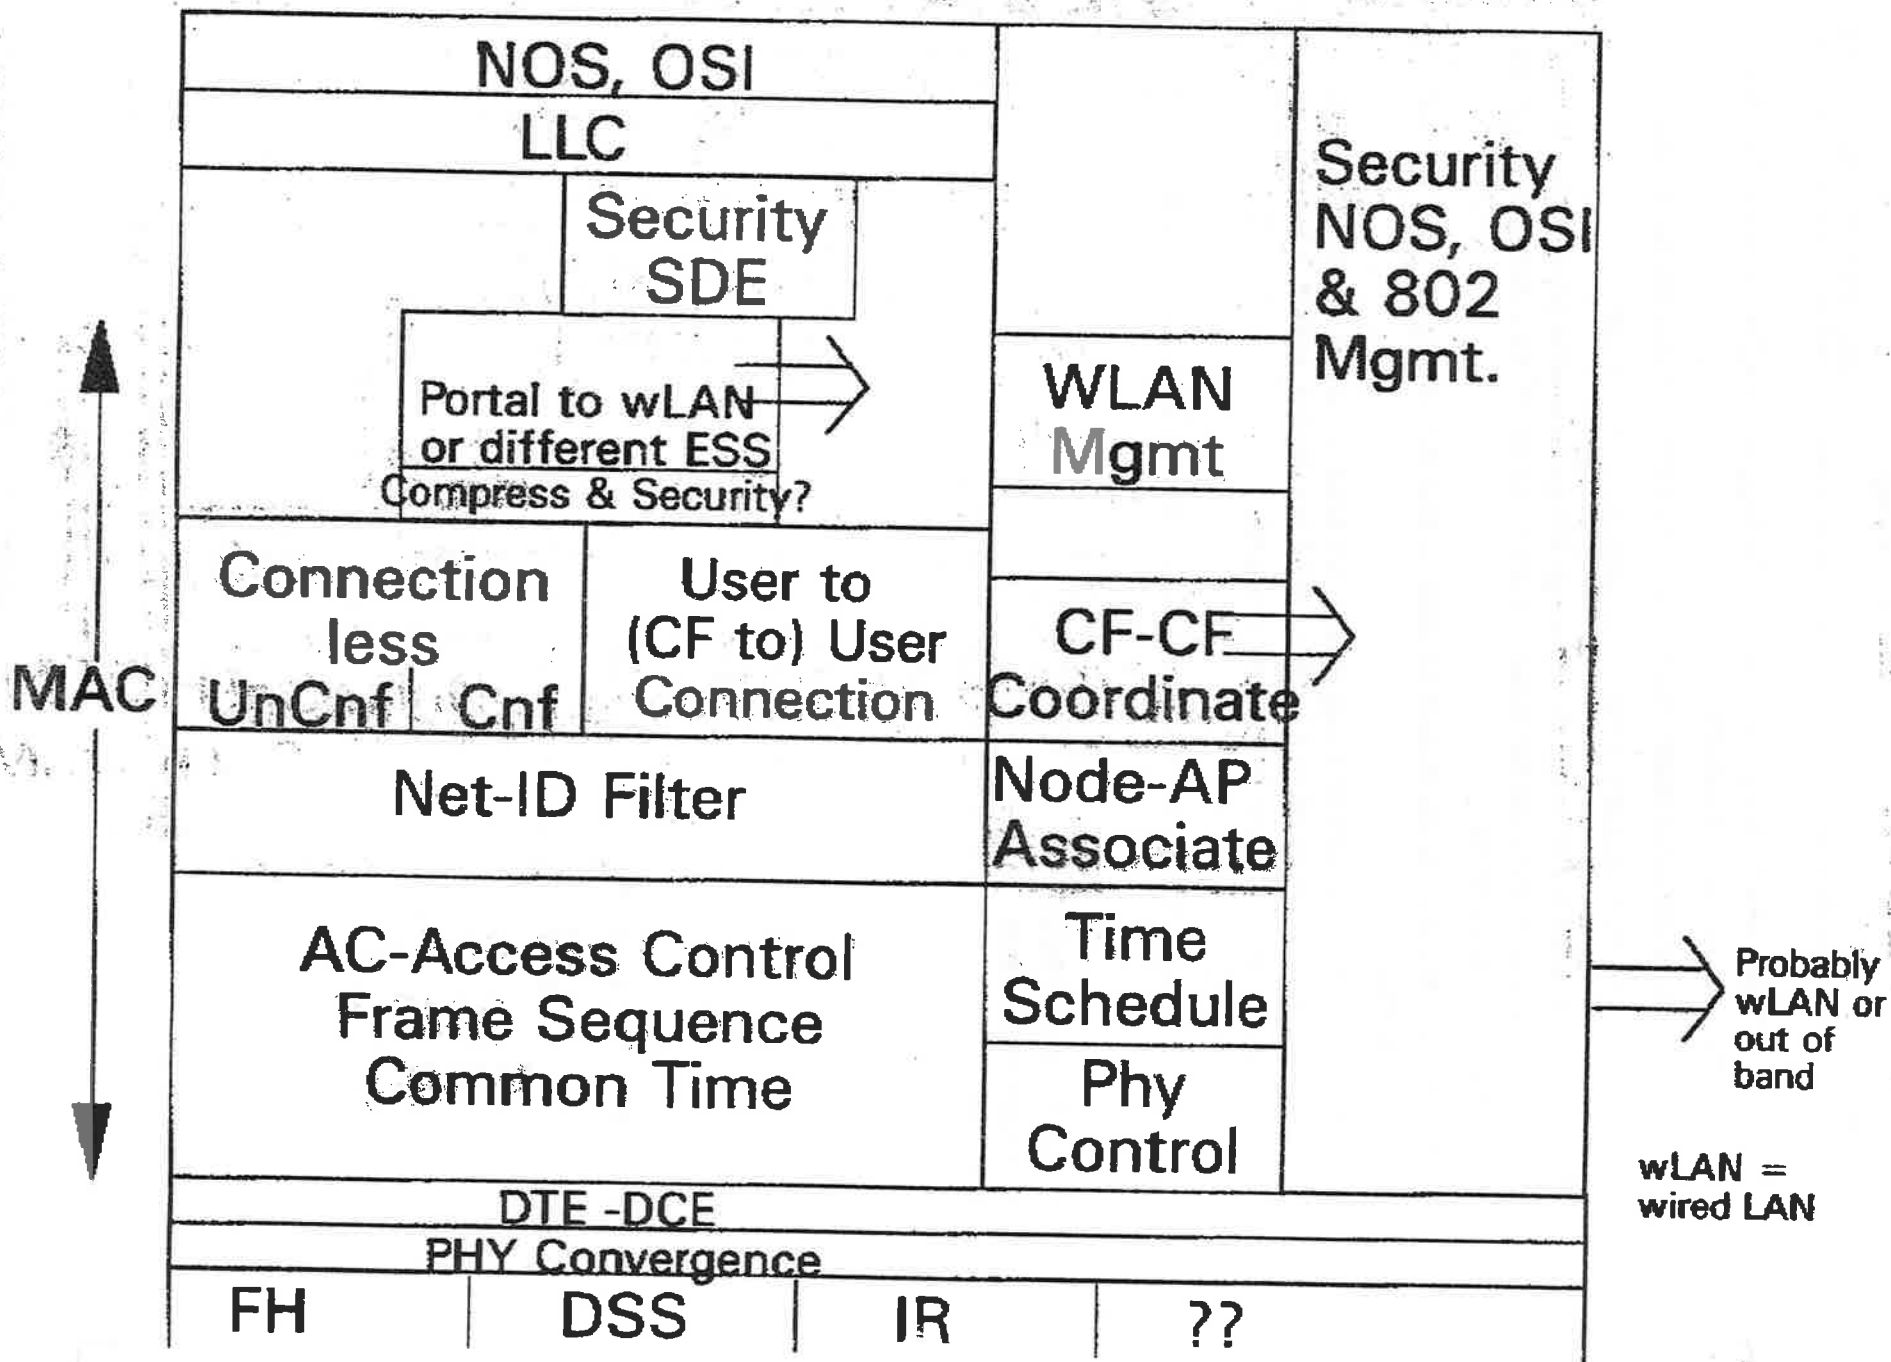 NOS, OSI
LLC
Security
SDE
Portal to wLAN
or different ESS
Compress & Security?
Connection
less
UnCnf Cnf
User to
(CF to) User
Connection
Net-ID Filter
AC-Access Control
Frame Sequence
Common Time
WLAN
Mgmt
CF-CF
Coordinate
Node-AP
Associate
Time
Schedule
Phy
Control
Security
NOS, OSI
& 802
Mgmt.
MAC
Probably
wLAN or
out of
band
wLAN =
wired LAN
DTE -DCE
PHY Convergence
FH DSS IR ??